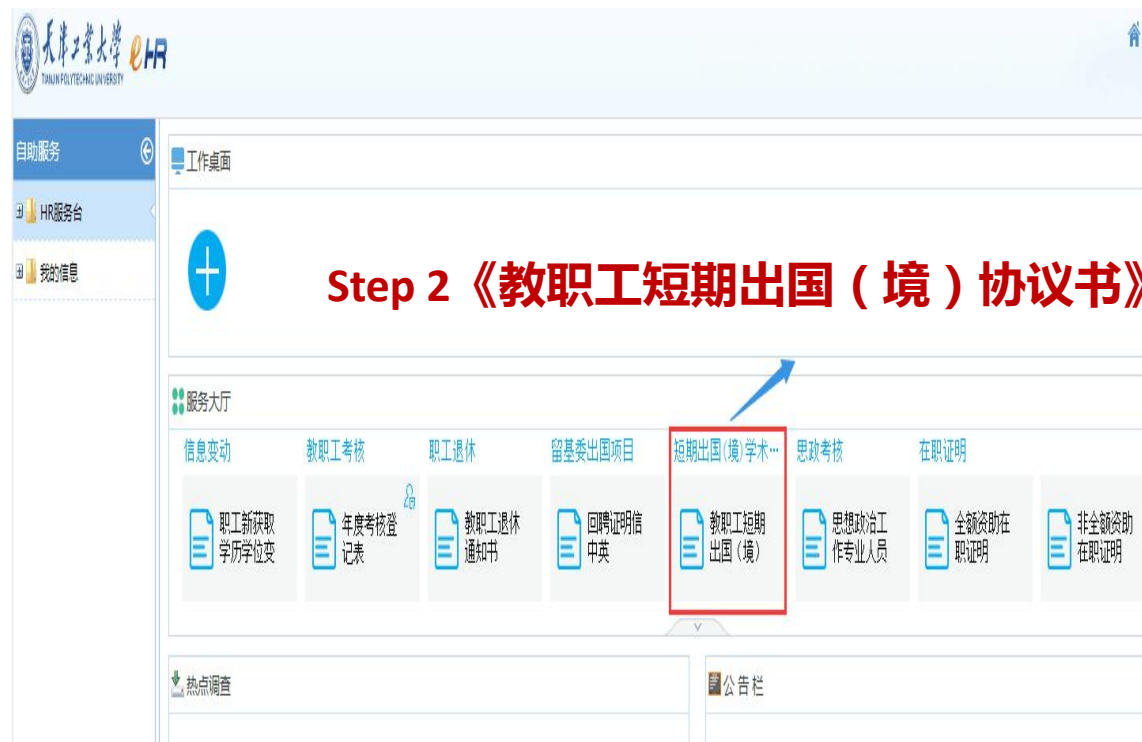 天津工业大学 eHR
TIANJIN POLYTECHNIC UNIVERSITY
自助服务
HR服务台
我的信息
工作桌面
Step 2《教职工短期出国（境）协议书》
服务大厅
信息变动
教职工考核
职工退休
留基委出国项目
短期出国(境)学术…
思政考核
在职证明
职工新获取
学历学位变
年度考核登
记表
教职工退休
通知书
回聘证明信
中英
教职工短期
出国（境）
思想政治工
作专业人员
全额资助在
职证明
非全额资助
在职证明
热点调查
公告栏